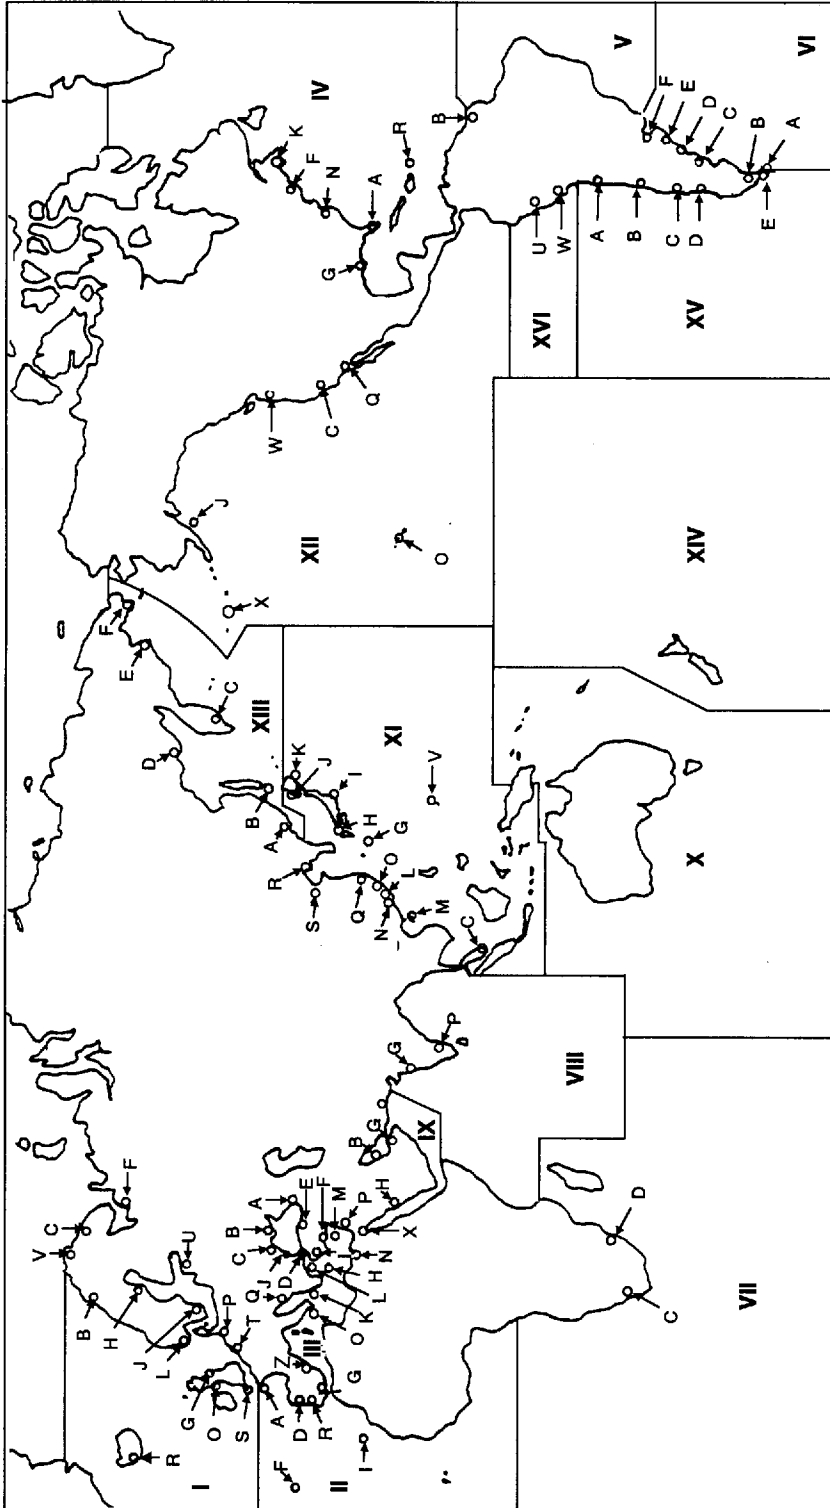 I
R
O
G
S
L
J
H
B
V
C
F
U
P
T
II
F
I
A
D
R
G
III
Z
O
K
Q
L
H
N
I
J
D
C
B
A
E
F
M
P
X
VII
C
D
IX
H
B
G
VIII
G
P
X
XI
C
M
N
L
O
Q
S
R
G
H
I
J
K
V
XIII
A
B
C
D
E
F
XII
X
J
O
W
C
Q
XIV
IV
G
A
N
F
K
R
XVI
U
W
XV
A
B
C
D
E
V
B
F
E
D
C
B
A
VI